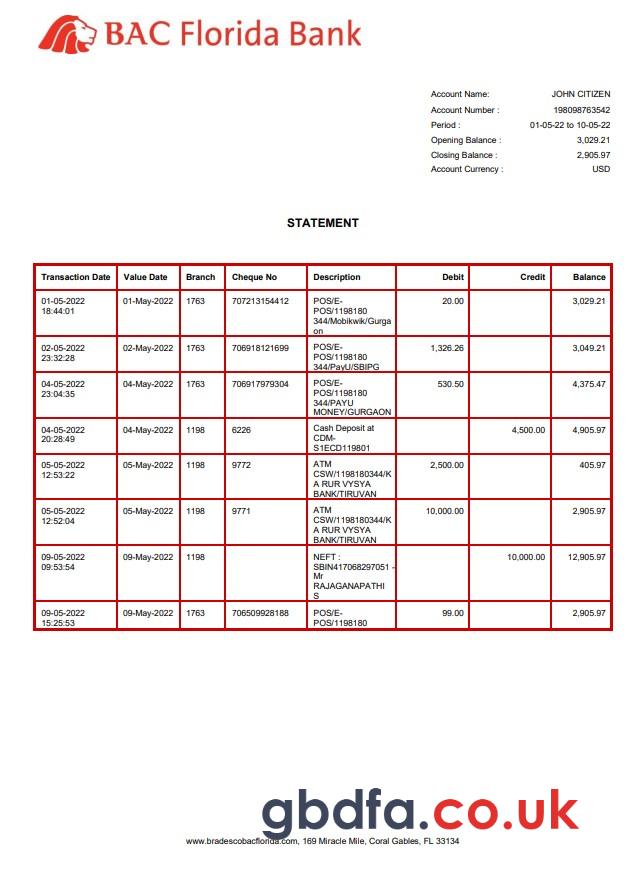 BAC Florida Bank
Account Name: JOHN CITIZEN
Account Number : 198098763542
Period : 01-05-22 to 10-05-22
Opening Balance : 3,029.21
Closing Balance : 2,905.97
Account Currency : USD
STATEMENT
Transaction Date Value Date Branch Cheque No Description Debit Credit Balance
01-05-2022 01-May-2022 1763 707213154412 POS/E- 20.00 3,029.21
18:44:01 POS/1198180
344/Mobikwik/Gurga
on
02-05-2022 02-May-2022 1763 706918121699 POS/E- 1,326.26 3,049.21
23:32:28 POS/1198180
344/PayU/SBIPG
04-05-2022 04-May-2022 1763 706917979304 POS/E- 530.50 4,375.47
23:04:35 POS/1198180
344/PAYU
MONEY/GURGAON
04-05-2022 04-May-2022 1198 6226 Cash Deposit at 4,500.00 4,905.97
20:28:49 CDM-
S1ECD119801
05-05-2022 05-May-2022 1198 9772 ATM 2,500.00 405.97
12:53:22 CSW/1198180344/K
A RUR VYSYA
BANK/TIRUVAN
05-05-2022 05-May-2022 1198 9771 ATM 10,000.00 2,905.97
12:52:04 CSW/1198180344/K
A RUR VYSYA
BANK/TIRUVAN
09-05-2022 09-May-2022 1198 NEFT : 10,000.00 12,905.97
09:53:54 SBIN417068297051 -
Mr
RAJAGANAPATHI
S
09-05-2022 09-May-2022 1763 706509928188 POS/E- 99.00 2,905.97
15:25:53 POS/1198180
gbdfa.co.uk
www.bradescobacflorida.com, 169 Miracle Mile, Coral Gables, FL 33134